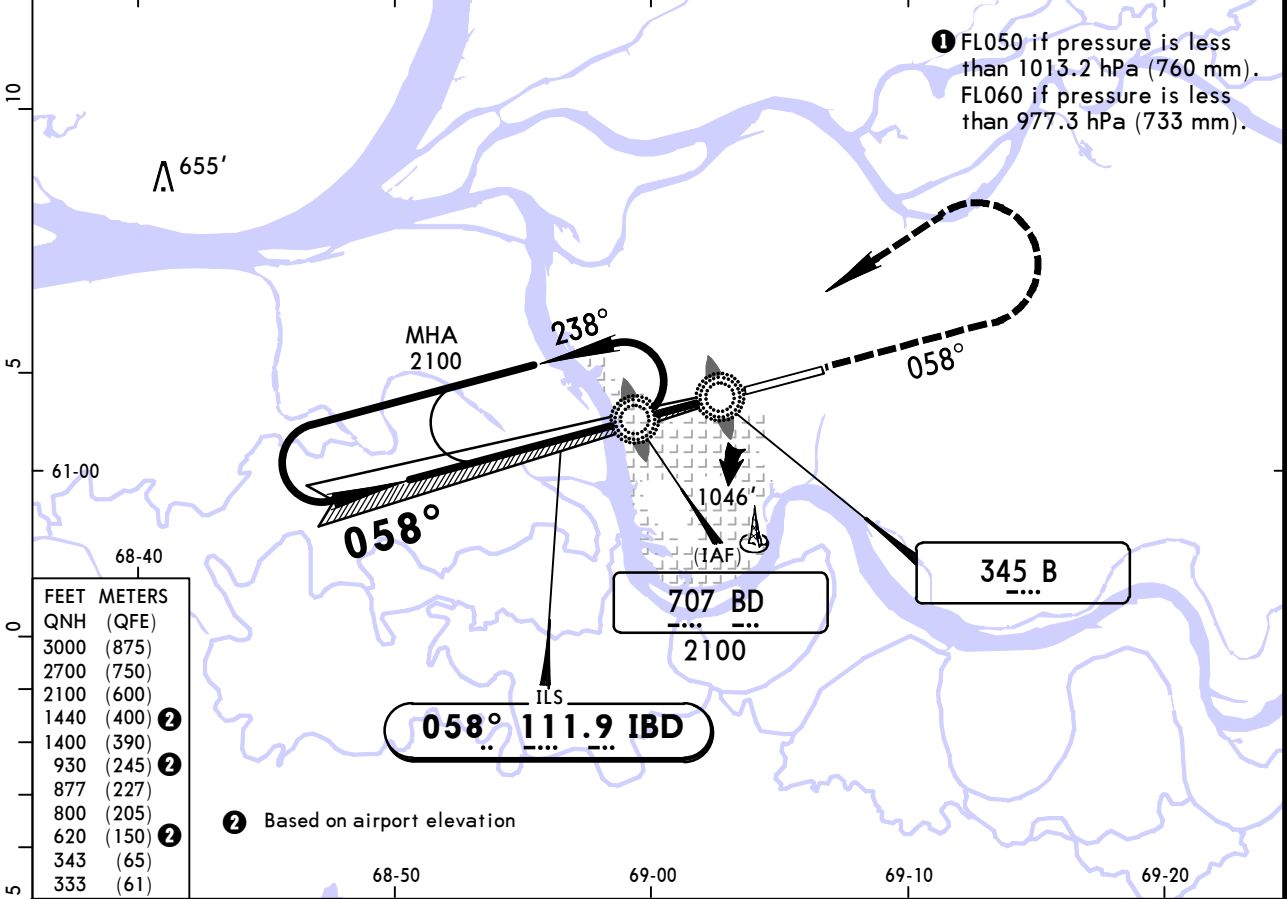 ❶ FL050 if pressure is less
than 1013.2 hPa (760 mm).
FL060 if pressure is less
than 977.3 hPa (733 mm).
10
655'
238°
MHA
2100
058°
5
61-00
1046'
058°
(IAF)
68-40
345 B
707 BD
2100
0
ILS
058° 111.9 IBD
FEET METERS
QNH (QFE)
3000 (875)
2700 (750)
2100 (600)
1440 (400) ❷
1400 (390)
930 (245) ❷
877 (227)
800 (205)
620 (150) ❷
343 (65)
333 (61)
❷ Based on airport elevation
5
68-50
69-00
69-10
69-20